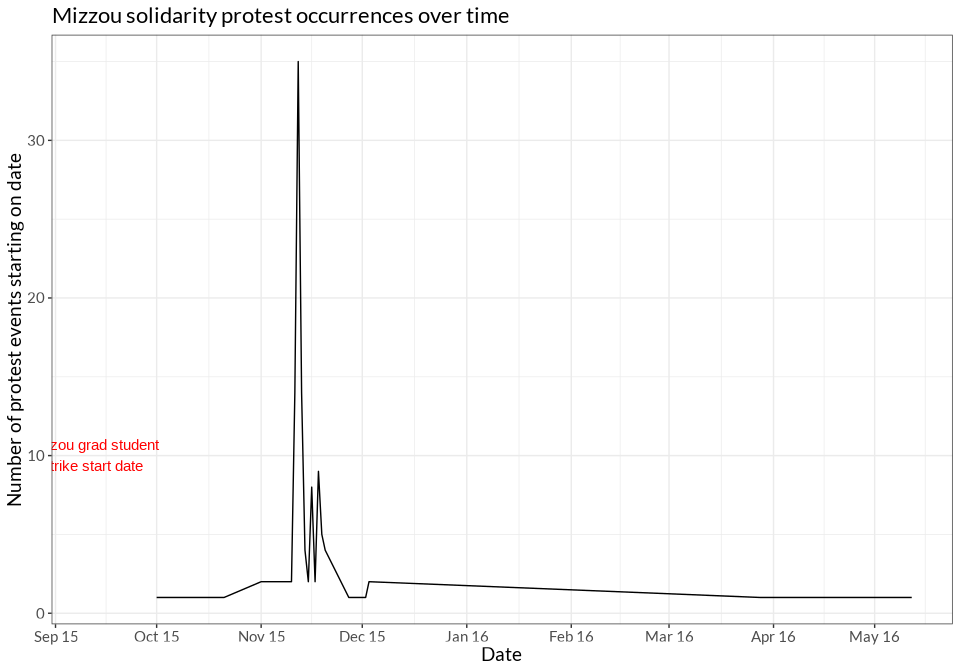 Mizzou solidarity protest occurrences over time
Number of protest events starting on date
30
20
10
0
zou grad student
trike start date
Sep 15 Oct 15 Nov 15 Dec 15 Jan 16 Feb 16 Mar 16 Apr 16 May 16
Date